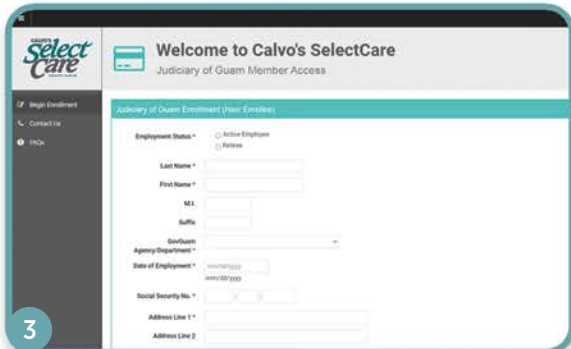 CALVO'S
Select
Care
Welcome to Calvo's SelectCare
Judiciary of Guam Member Access
Begin Enrollment
Contact Us
FAQs
Judiciary of Guam Enrollment (New Enrollee)
Employment Status *
Active Employee
Retiree
Last Name *
First Name *
M.I.
Suffix
GovGuam
Agency/Department *
Date of Employment *
mm/dd/yyyy
mm/dd/yyyy
Social Security No. *
Address Line 1 *
Address Line 2
3